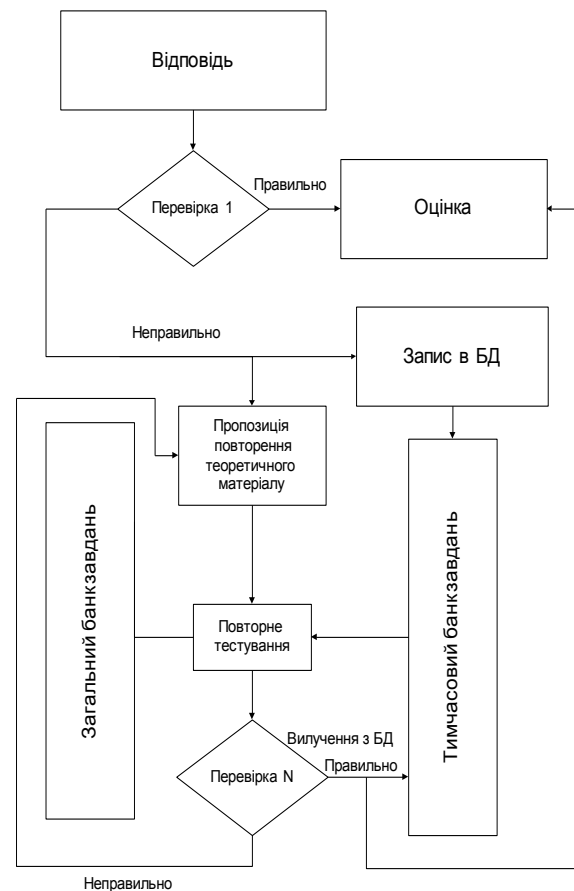 Відповідь
Правильно
Перевірка 1
Оцінка
Неправильно
Запис в БД
Пропозиція
повторення
теоретичного
матеріалу
Загальний банкзавдань
Тимчасовий банкзавдань
Повторне
тестування
Вилучення з БД
Правильно
Перевірка N
Неправильно